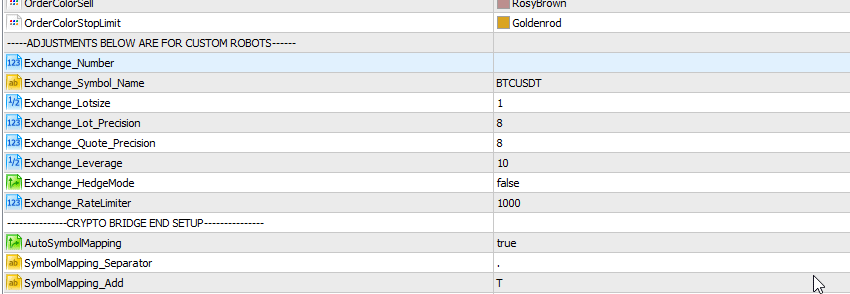 OrderColorSell RosyBrown
OrderColorStopLimit Goldenrod
-----ADJUSTMENTS BELOW ARE FOR CUSTOM ROBOTS------
123 Exchange_Number
ab Exchange_Symbol_Name BTCUSDT
1/2 Exchange_Lotsize 1
123 Exchange_Lot_Precision 8
123 Exchange_Quote_Precision 8
1/2 Exchange_Leverage 10
Exchange_HedgeMode false
123 Exchange_RateLimiter 1000
---------------CRYPTO BRIDGE END SETUP---------------
AutoSymbolMapping true
ab SymbolMapping_Separator .
ab SymbolMapping_Add T